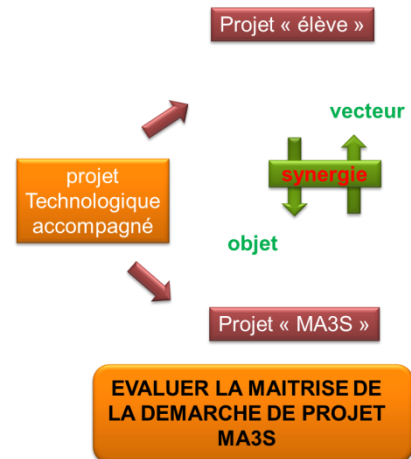 Projet « élève »
vecteur
projet
Technologique
accompagné
synergie
objet
Projet « MA3S »
EVALUER LA MAITRISE DE
LA DEMARCHE DE PROJET
MA3S